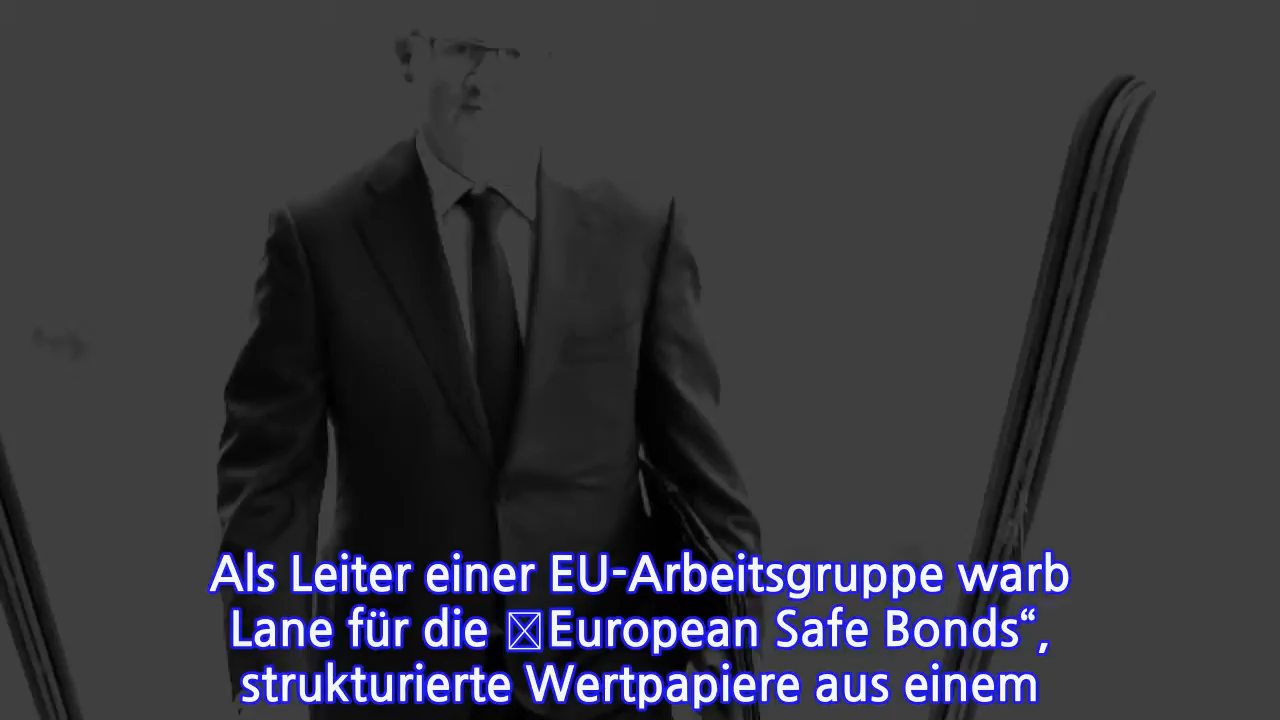 Als Leiter einer EU-Arbeitsgruppe warb
Lane für die European Safe Bonds“,
strukturierte Wertpapiere aus einem